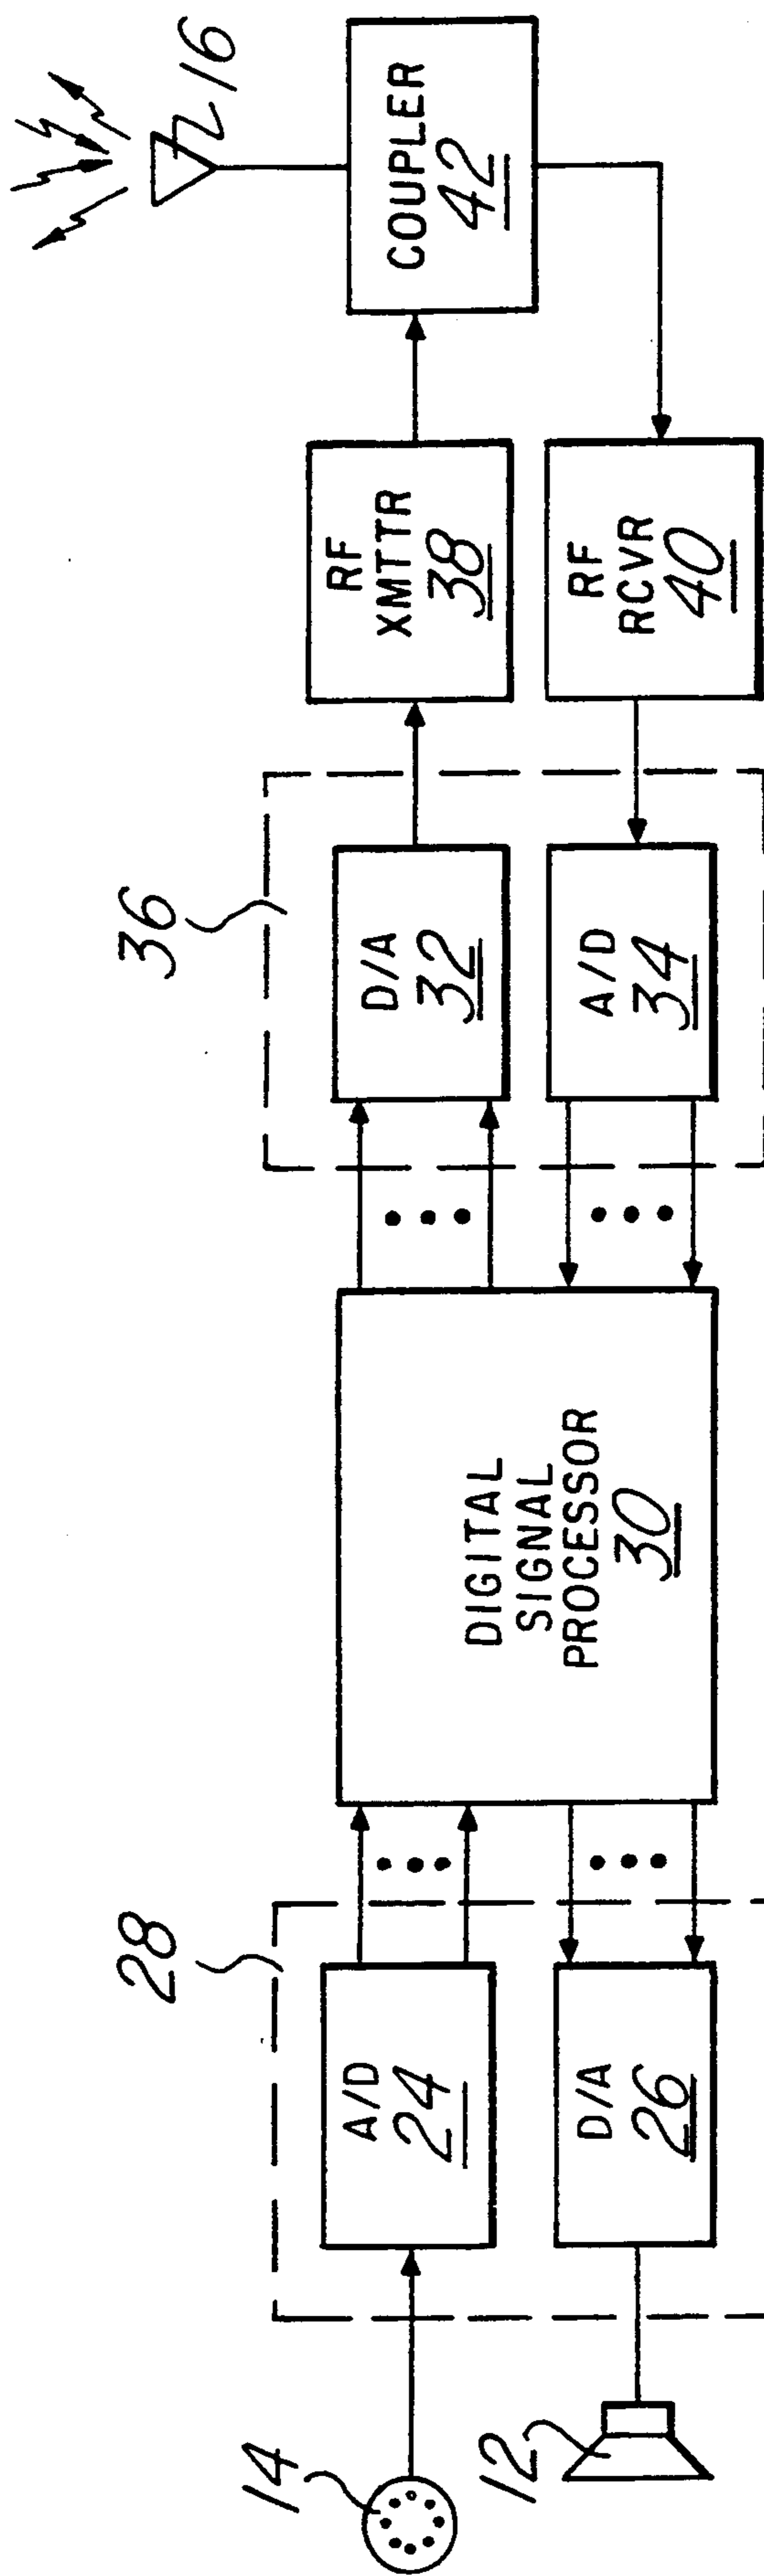 14
12
28
A/D
24
D/A
26
DIGITAL
SIGNAL
PROCESSOR
30
36
D/A
32
A/D
34
RF
XMTTR
38
RF
RCVR
40
16
COUPLER
42